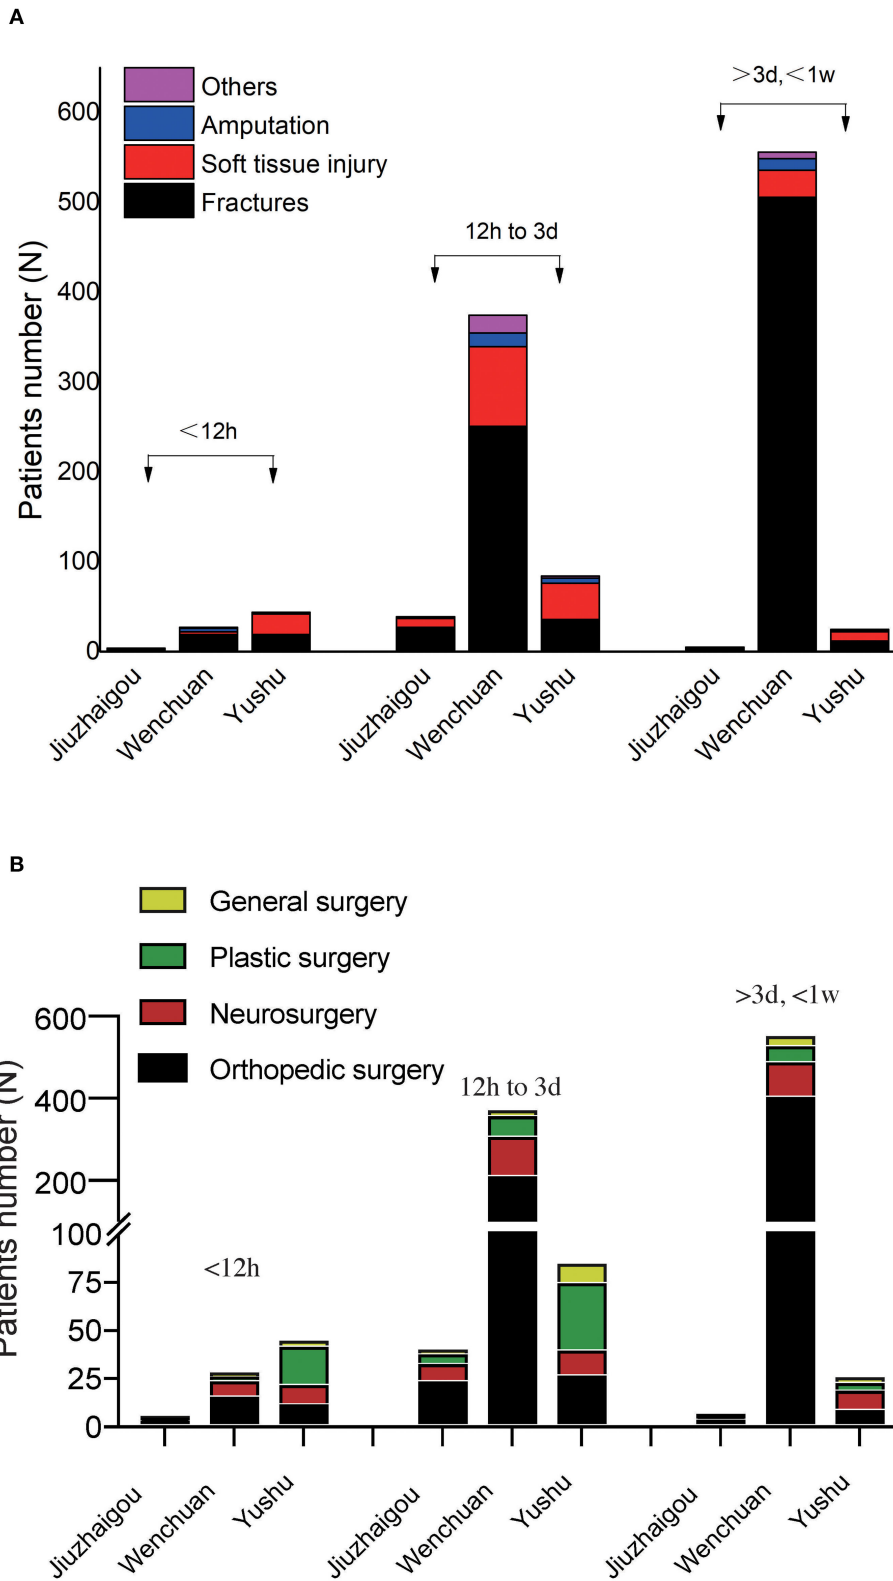 A
>3d,<1w
Others
Amputation
Soft tissue injury
Fractures
12h to 3d
<12h
Patients number (N)
600
500
400
300
200
100
0
Jiuzhaigou
Wenchuan
Yushu
Jiuzhaigou
Wenchuan
Yushu
Jiuzhaigou
Wenchuan
Yushu
B
General surgery
Plastic surgery
Neurosurgery
Orthopedic surgery
>3d, <1w
12h to 3d
<12h
Patients number (N)
600
400
200
100
75
50
25
0
Jiuzhaigou
Wenchuan
Yushu
Jiuzhaigou
Wenchuan
Yushu
Jiuzhaigou
Wenchuan
Yushu